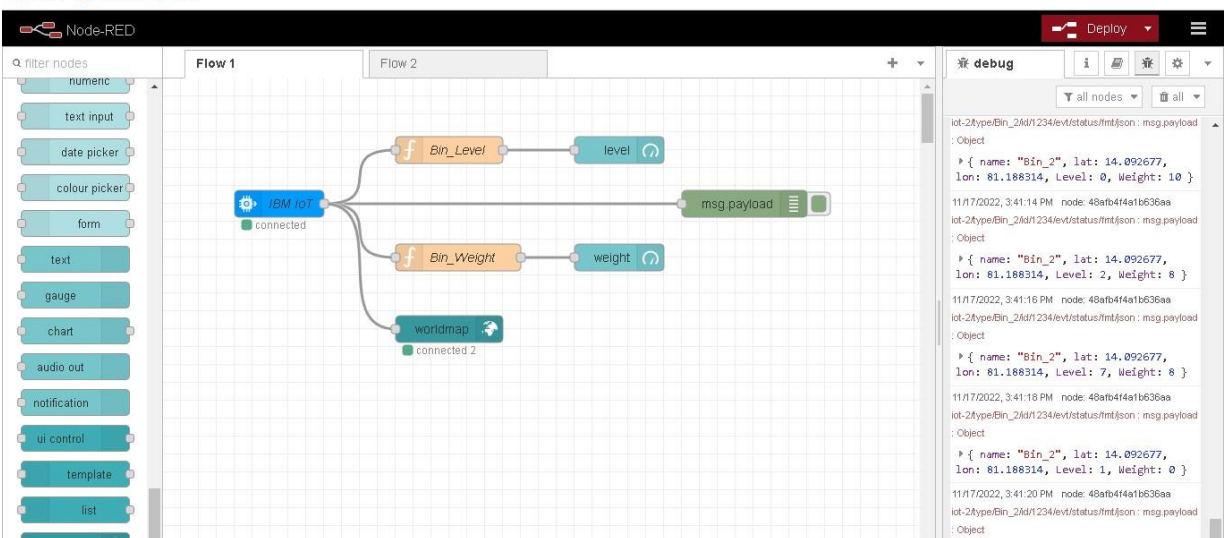 Node-RED
Deploy
filter nodes
Flow 1
Flow 2
debug
i
all nodes
all
numeric
text input
date picker
colour picker
form
text
gauge
chart
audio out
notification
ui control
template
list
f Bin_Level
level
IBM IoT
connected
msg.payload
f Bin_Weight
weight
worldmap
connected 2
iot-2/type/Bin_2/id/1234/evt/status/fmt/json : msg.payload
: Object
{ name: "Bin_2", lat: 14.092677,
lon: 81.188314, Level: 0, Weight: 10 }
11/17/2022, 3:41:14 PM node: 48afb4f4a1b636aa
iot-2/type/Bin_2/id/1234/evt/status/fmt/json : msg.payload
: Object
{ name: "Bin_2", lat: 14.092677,
lon: 81.188314, Level: 2, Weight: 8 }
11/17/2022, 3:41:16 PM node: 48afb4f4a1b636aa
iot-2/type/Bin_2/id/1234/evt/status/fmt/json : msg.payload
: Object
{ name: "Bin_2", lat: 14.092677,
lon: 81.188314, Level: 7, Weight: 8 }
11/17/2022, 3:41:18 PM node: 48afb4f4a1b636aa
iot-2/type/Bin_2/id/1234/evt/status/fmt/json : msg.payload
: Object
{ name: "Bin_2", lat: 14.092677,
lon: 81.188314, Level: 1, Weight: 0 }
11/17/2022, 3:41:20 PM node: 48afb4f4a1b636aa
iot-2/type/Bin_2/id/1234/evt/status/fmt/json : msg.payload
: Object